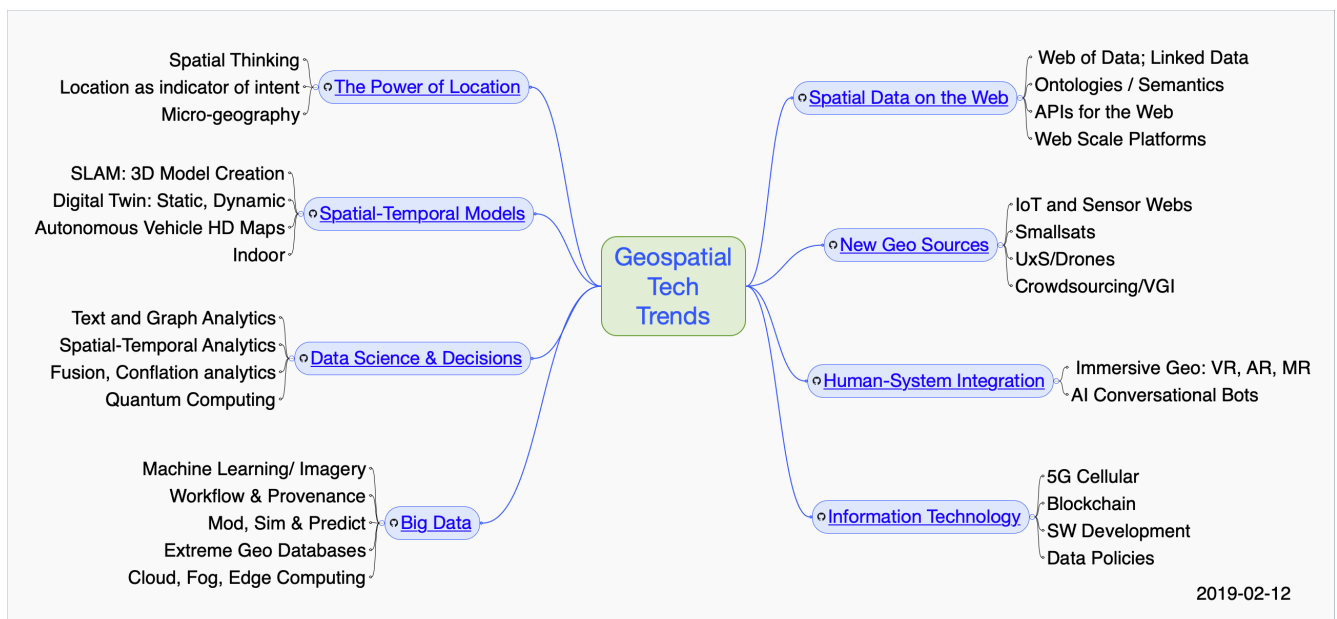 Spatial Thinking
Location as indicator of intent
Micro-geography
The Power of Location
SLAM: 3D Model Creation
Digital Twin: Static, Dynamic
Autonomous Vehicle HD Maps
Indoor
Spatial-Temporal Models
Text and Graph Analytics
Spatial-Temporal Analytics
Fusion, Conflation analytics
Quantum Computing
Data Science & Decisions
Machine Learning/ Imagery
Workflow & Provenance
Mod, Sim & Predict
Extreme Geo Databases
Cloud, Fog, Edge Computing
Big Data
Geospatial
Tech
Trends
Spatial Data on the Web
Web of Data; Linked Data
Ontologies / Semantics
APIs for the Web
Web Scale Platforms
New Geo Sources
IoT and Sensor Webs
Smallsats
UxS/Drones
Crowdsourcing/VGI
Human-System Integration
Immersive Geo: VR, AR, MR
AI Conversational Bots
Information Technology
5G Cellular
Blockchain
SW Development
Data Policies
2019-02-12